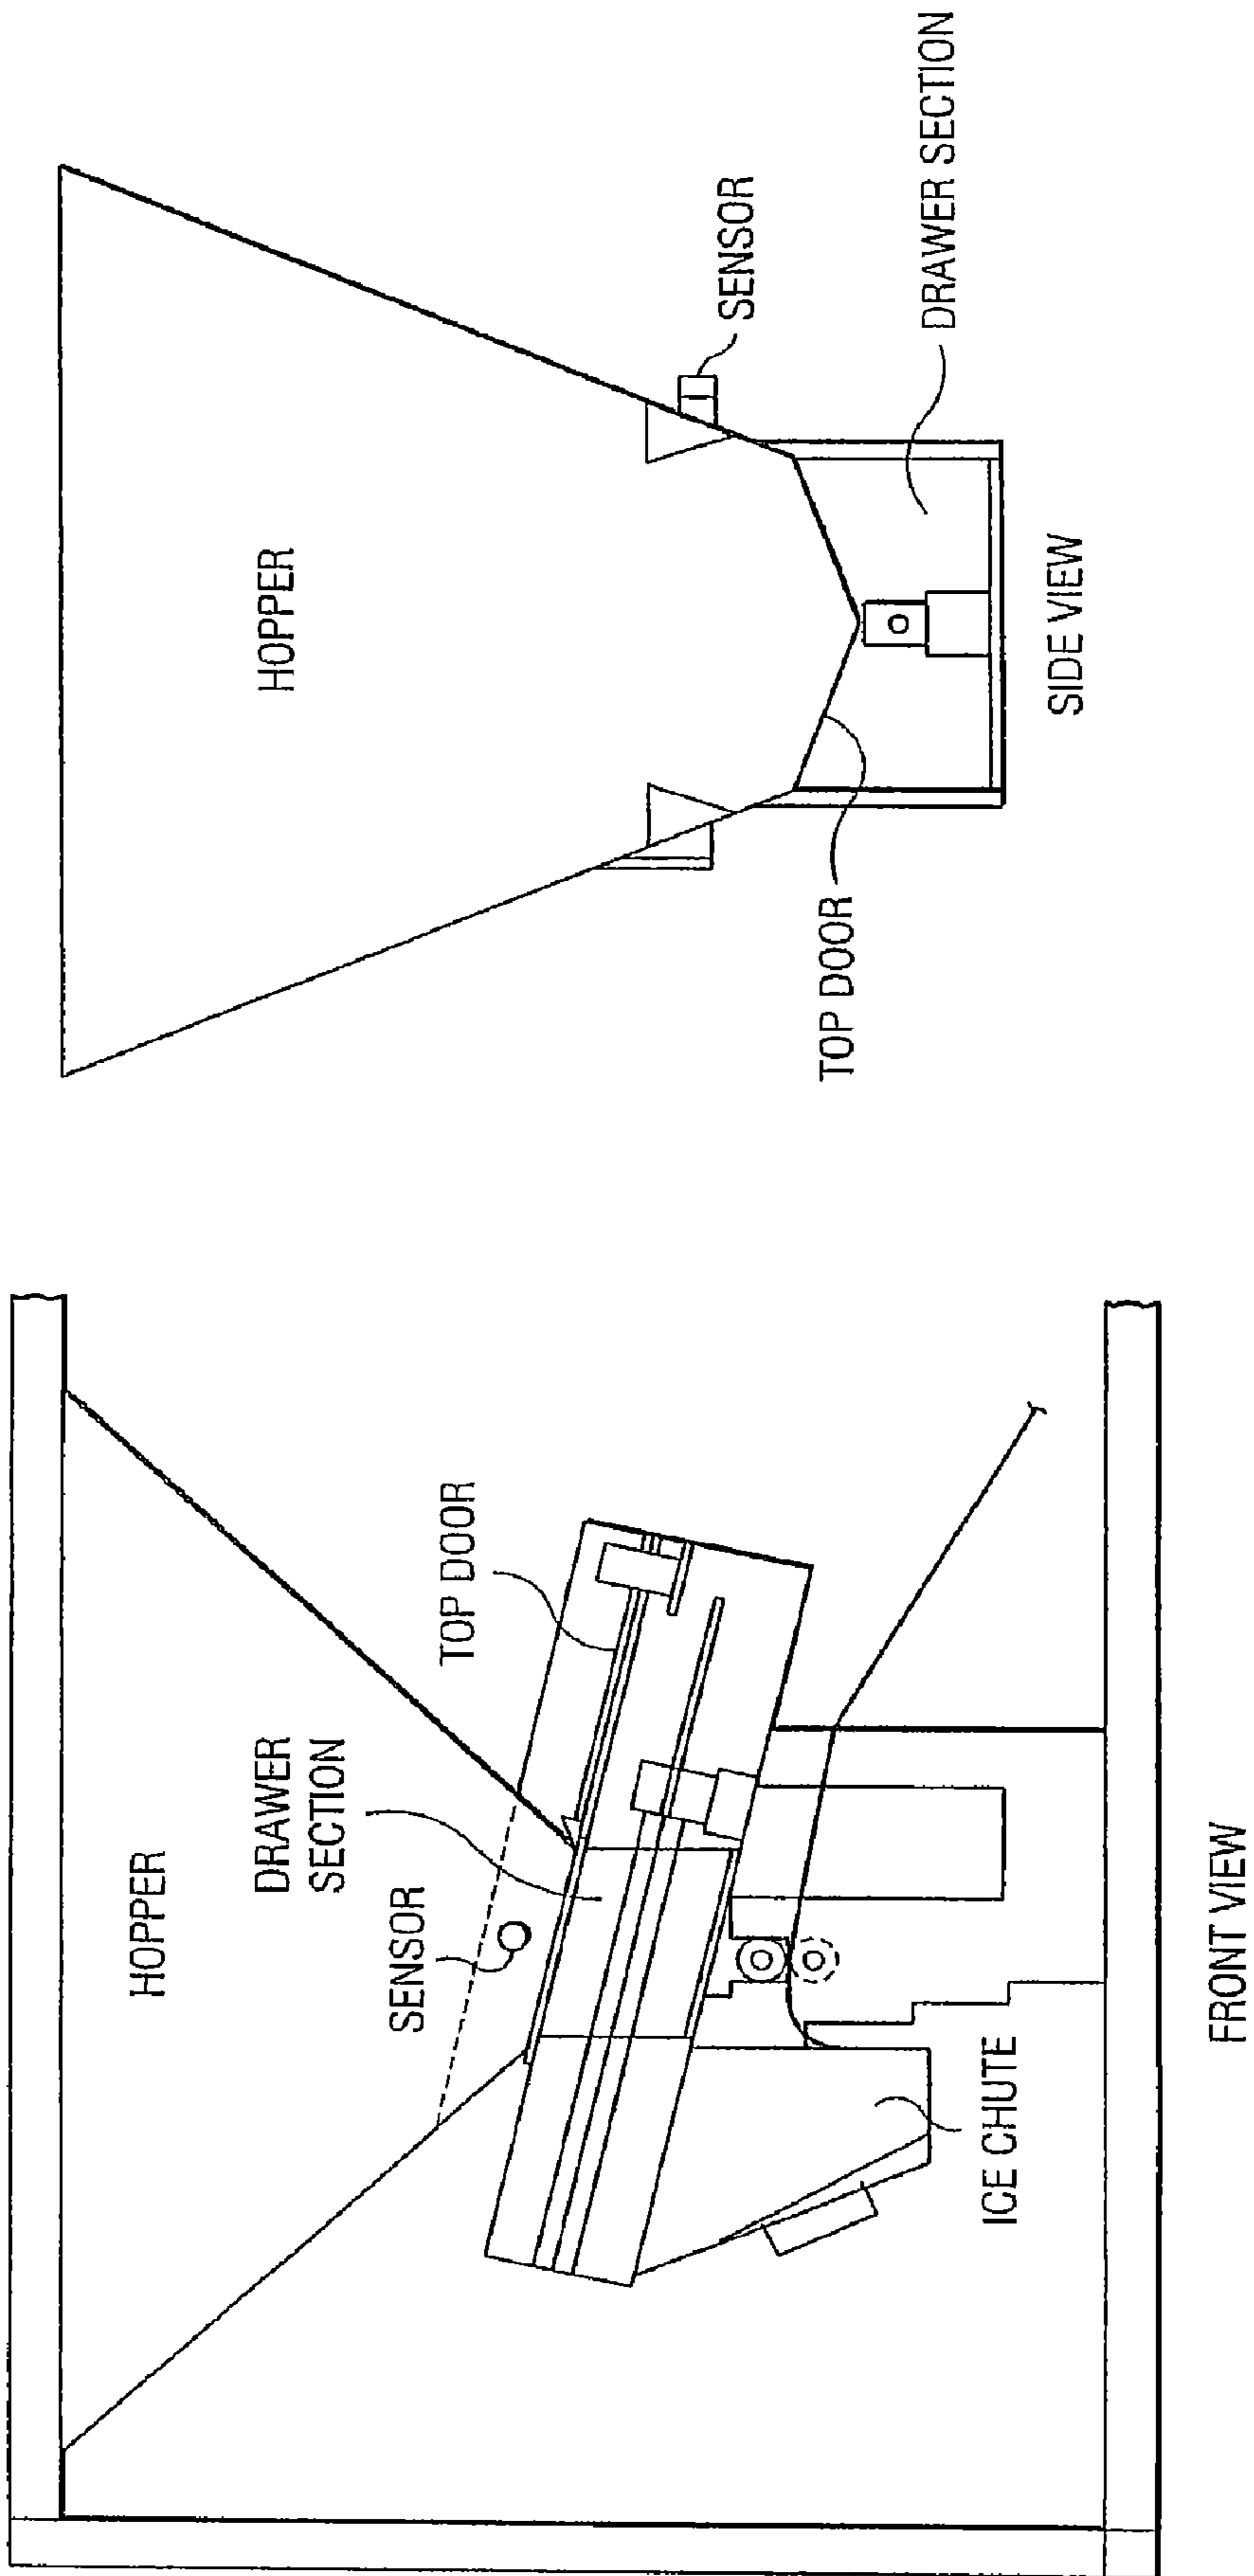 HOPPER
SENSOR
DRAWER
SECTION
TOP DOOR
ICE CHUTE
FRONT VIEW
HOPPER
SENSOR
TOP DOOR
DRAWER SECTION
SIDE VIEW